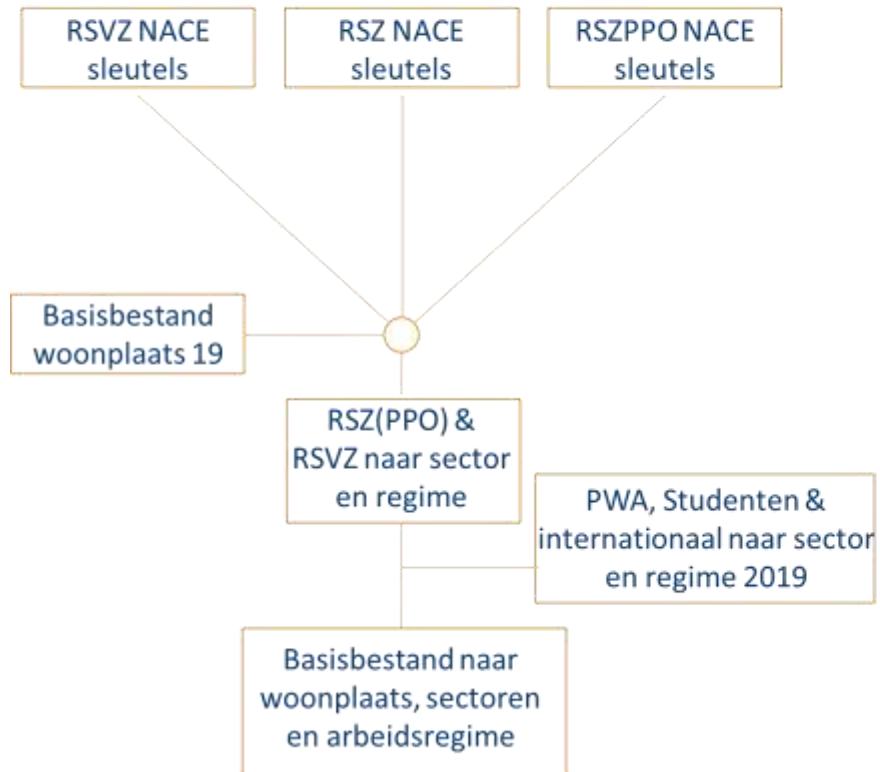 RSVZ NACE
sleutels
RSZ NACE
sleutels
RSZPPO NACE
sleutels
Basisbestand
woonplaats 19
RSZ(PPO) &
RSVZ naar sector
en regime
PWA, Studenten &
internationaal naar sector
en regime 2019
Basisbestand naar
woonplaats, sectoren
en arbeidsregime